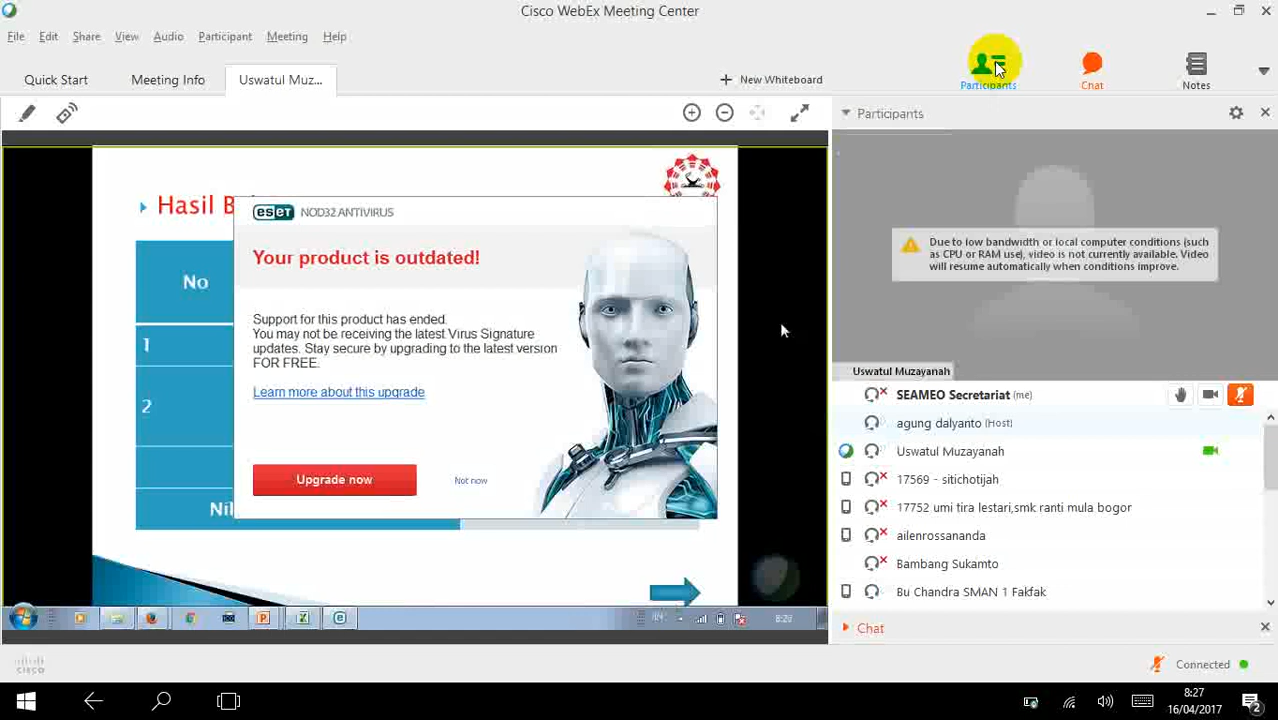 Cisco WebEx Meeting Center
File Edit Share View Audio Participant Meeting Help
Quick Start Meeting Info Uswatul Muz... New Whiteboard
Participants Chat Notes
Participants
Hasil B
No
1
2
Nil
eseT NOD32 ANTIVIRUS
Your product is outdated!
Support for this product has ended.
You may not be receiving the latest Virus Signature
updates. Stay secure by upgrading to the latest version
FOR FREE.
Learn more about this upgrade
Upgrade now Not now
8:26
Due to low bandwidth or local computer conditions (such
as CPU or RAM use), video is not currently available. Video
will resume automatically when conditions improve.
Uswatul Muzayanah
SEAMEO Secretariat (me)
agung dalyanto (Host)
Uswatul Muzayanah
17569 - sitichotijah
17752 umi tira lestari,smk ranti mula bogor
ailenrossananda
Bambang Sukamto
Bu Chandra SMAN 1 Fakfak
Chat
cisco
Connected
8:27
16/04/2017
2